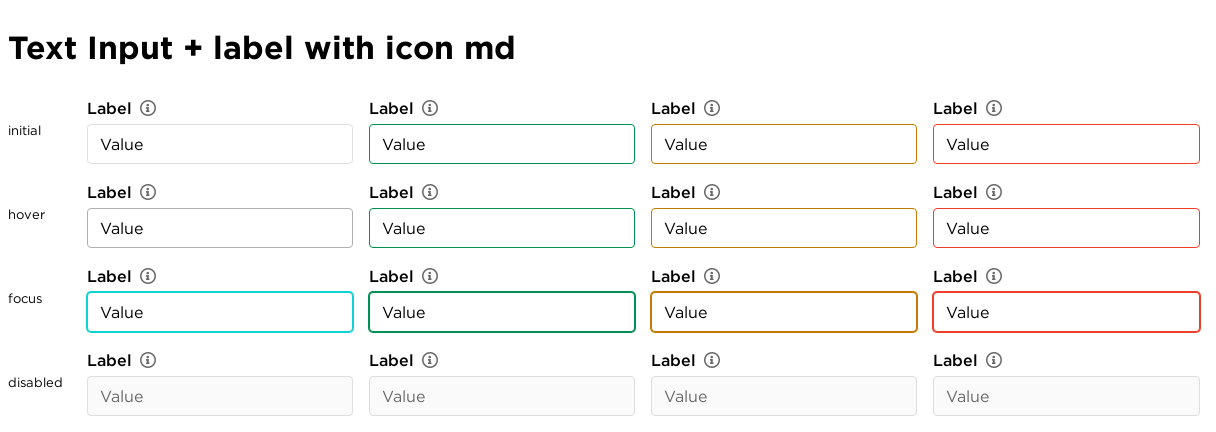 Text Input + label with icon md
Label Label Label Label
initial
Value Value Value Value
Label Label Label Label
hover
Value Value Value Value
Label Label Label Label
focus
Value Value Value Value
Label Label Label Label
disabled
Value Value Value Value